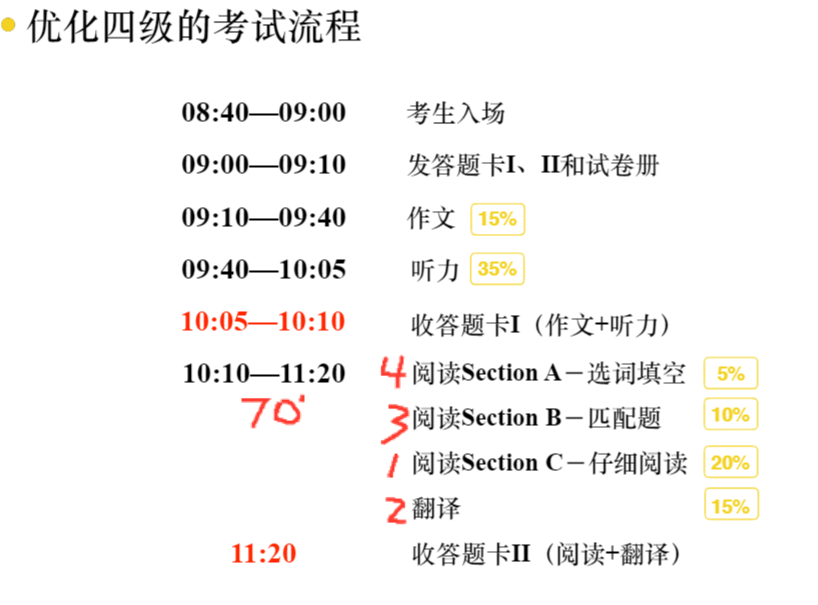 优化四级的考试流程
08:40—09:00 考生入场
09:00—09:10 发答题卡I、II和试卷册
09:10—09:40 作文 15%
09:40—10:05 听力 35%
10:05—10:10 收答题卡I（作文+听力）
10:10—11:20 4 阅读Section A－选词填空 5%
70' 3 阅读Section B－匹配题 10%
1 阅读Section C－仔细阅读 20%
2 翻译 15%
11:20 收答题卡II（阅读+翻译）